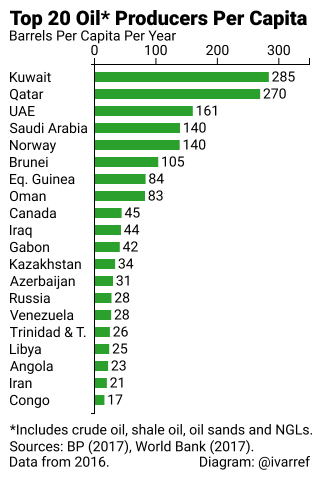 Top 20 Oil* Producers Per Capita
Barrels Per Capita Per Year
0 100 200 300
Kuwait 285
Qatar 270
UAE 161
Saudi Arabia 140
Norway 140
Brunei 105
Eq. Guinea 84
Oman 83
Canada 45
Iraq 44
Gabon 42
Kazakhstan 34
Azerbaijan 31
Russia 28
Venezuela 28
Trinidad & T. 26
Libya 25
Angola 23
Iran 21
Congo 17
*Includes crude oil, shale oil, oil sands and NGLs.
Sources: BP (2017), World Bank (2017).
Data from 2016. Diagram: @ivarref